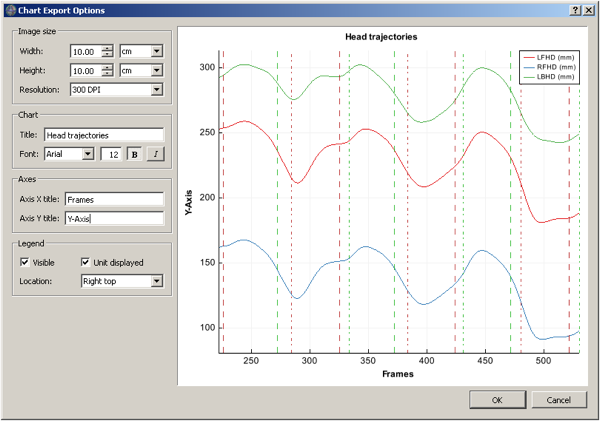 Chart Export Options
Image size
Width: 10.00 cm
Height: 10.00 cm
Resolution: 300 DPI
Chart
Title: Head trajectories
Font: Arial 12 B I
Axes
Axis X title: Frames
Axis Y title: Y-Axis
Legend
Visible Unit displayed
Location: Right top
Head trajectories
LFHD (mm)
RFHD (mm)
LBHD (mm)
Y-Axis
300
250
200
150
100
250 300 350 400 450 500
Frames
OK Cancel